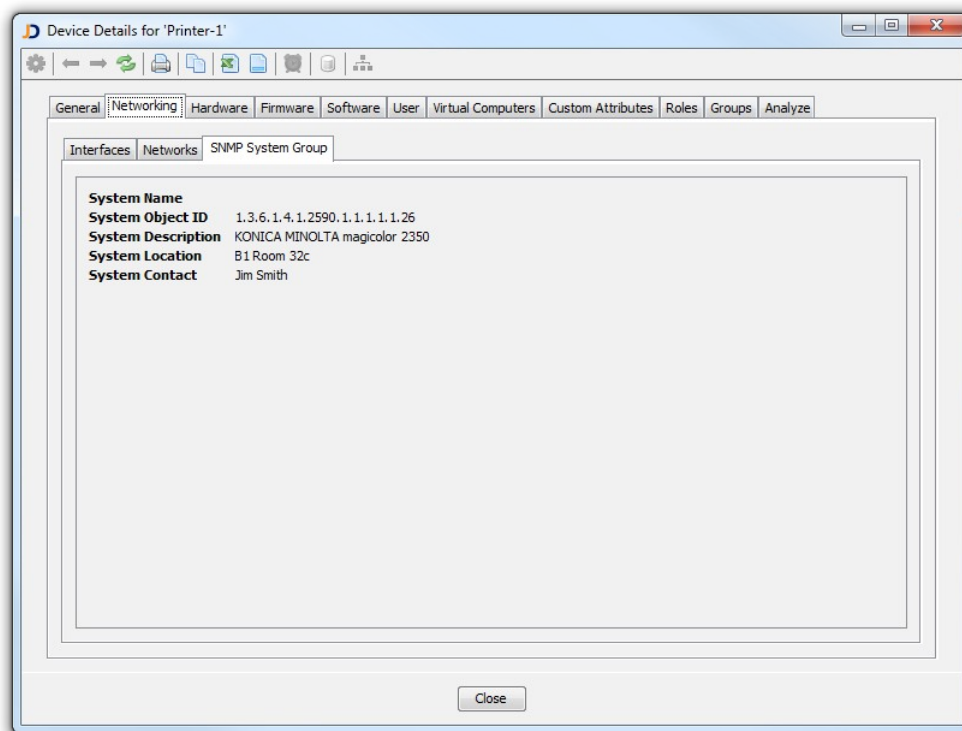 Device Details for 'Printer-1'
General Networking Hardware Firmware Software User Virtual Computers Custom Attributes Roles Groups Analyze
Interfaces Networks SNMP System Group
System Name
System Object ID 1.3.6.1.4.1.2590.1.1.1.1.1.26
System Description KONICA MINOLTA magicolor 2350
System Location B1 Room 32c
System Contact Jim Smith
Close